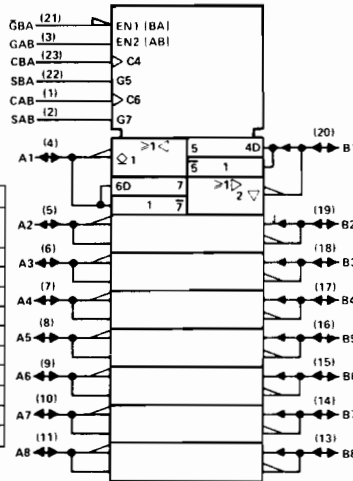 G̅BA (21) EN1 [BA]
GAB (3) EN2 [AB]
CBA (23) C4
SBA (22) G5
CAB (1) C6
SAB (2) G7
A1 (4) ≥1 1 5 4D (20) B1
5̅ 1
6D 7 ≥1 2
1 7̅
A2 (5) (19) B2
A3 (6) (18) B3
A4 (7) (17) B4
A5 (8) (16) B5
A6 (9) (15) B6
A7 (10) (14) B7
A8 (11) (13) B8